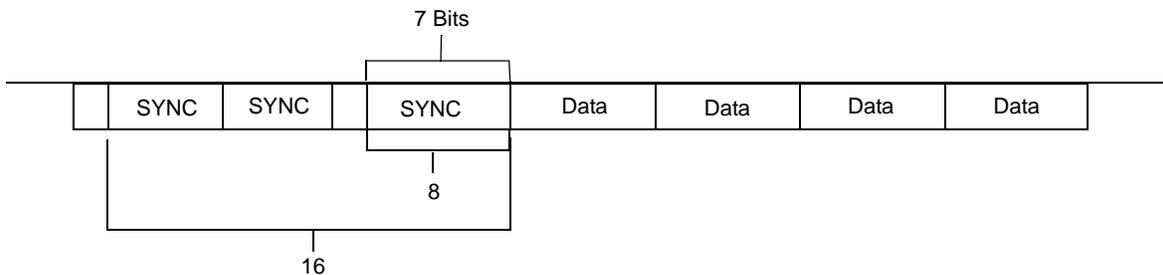 7 Bits
SYNC SYNC SYNC Data Data Data Data
8
16